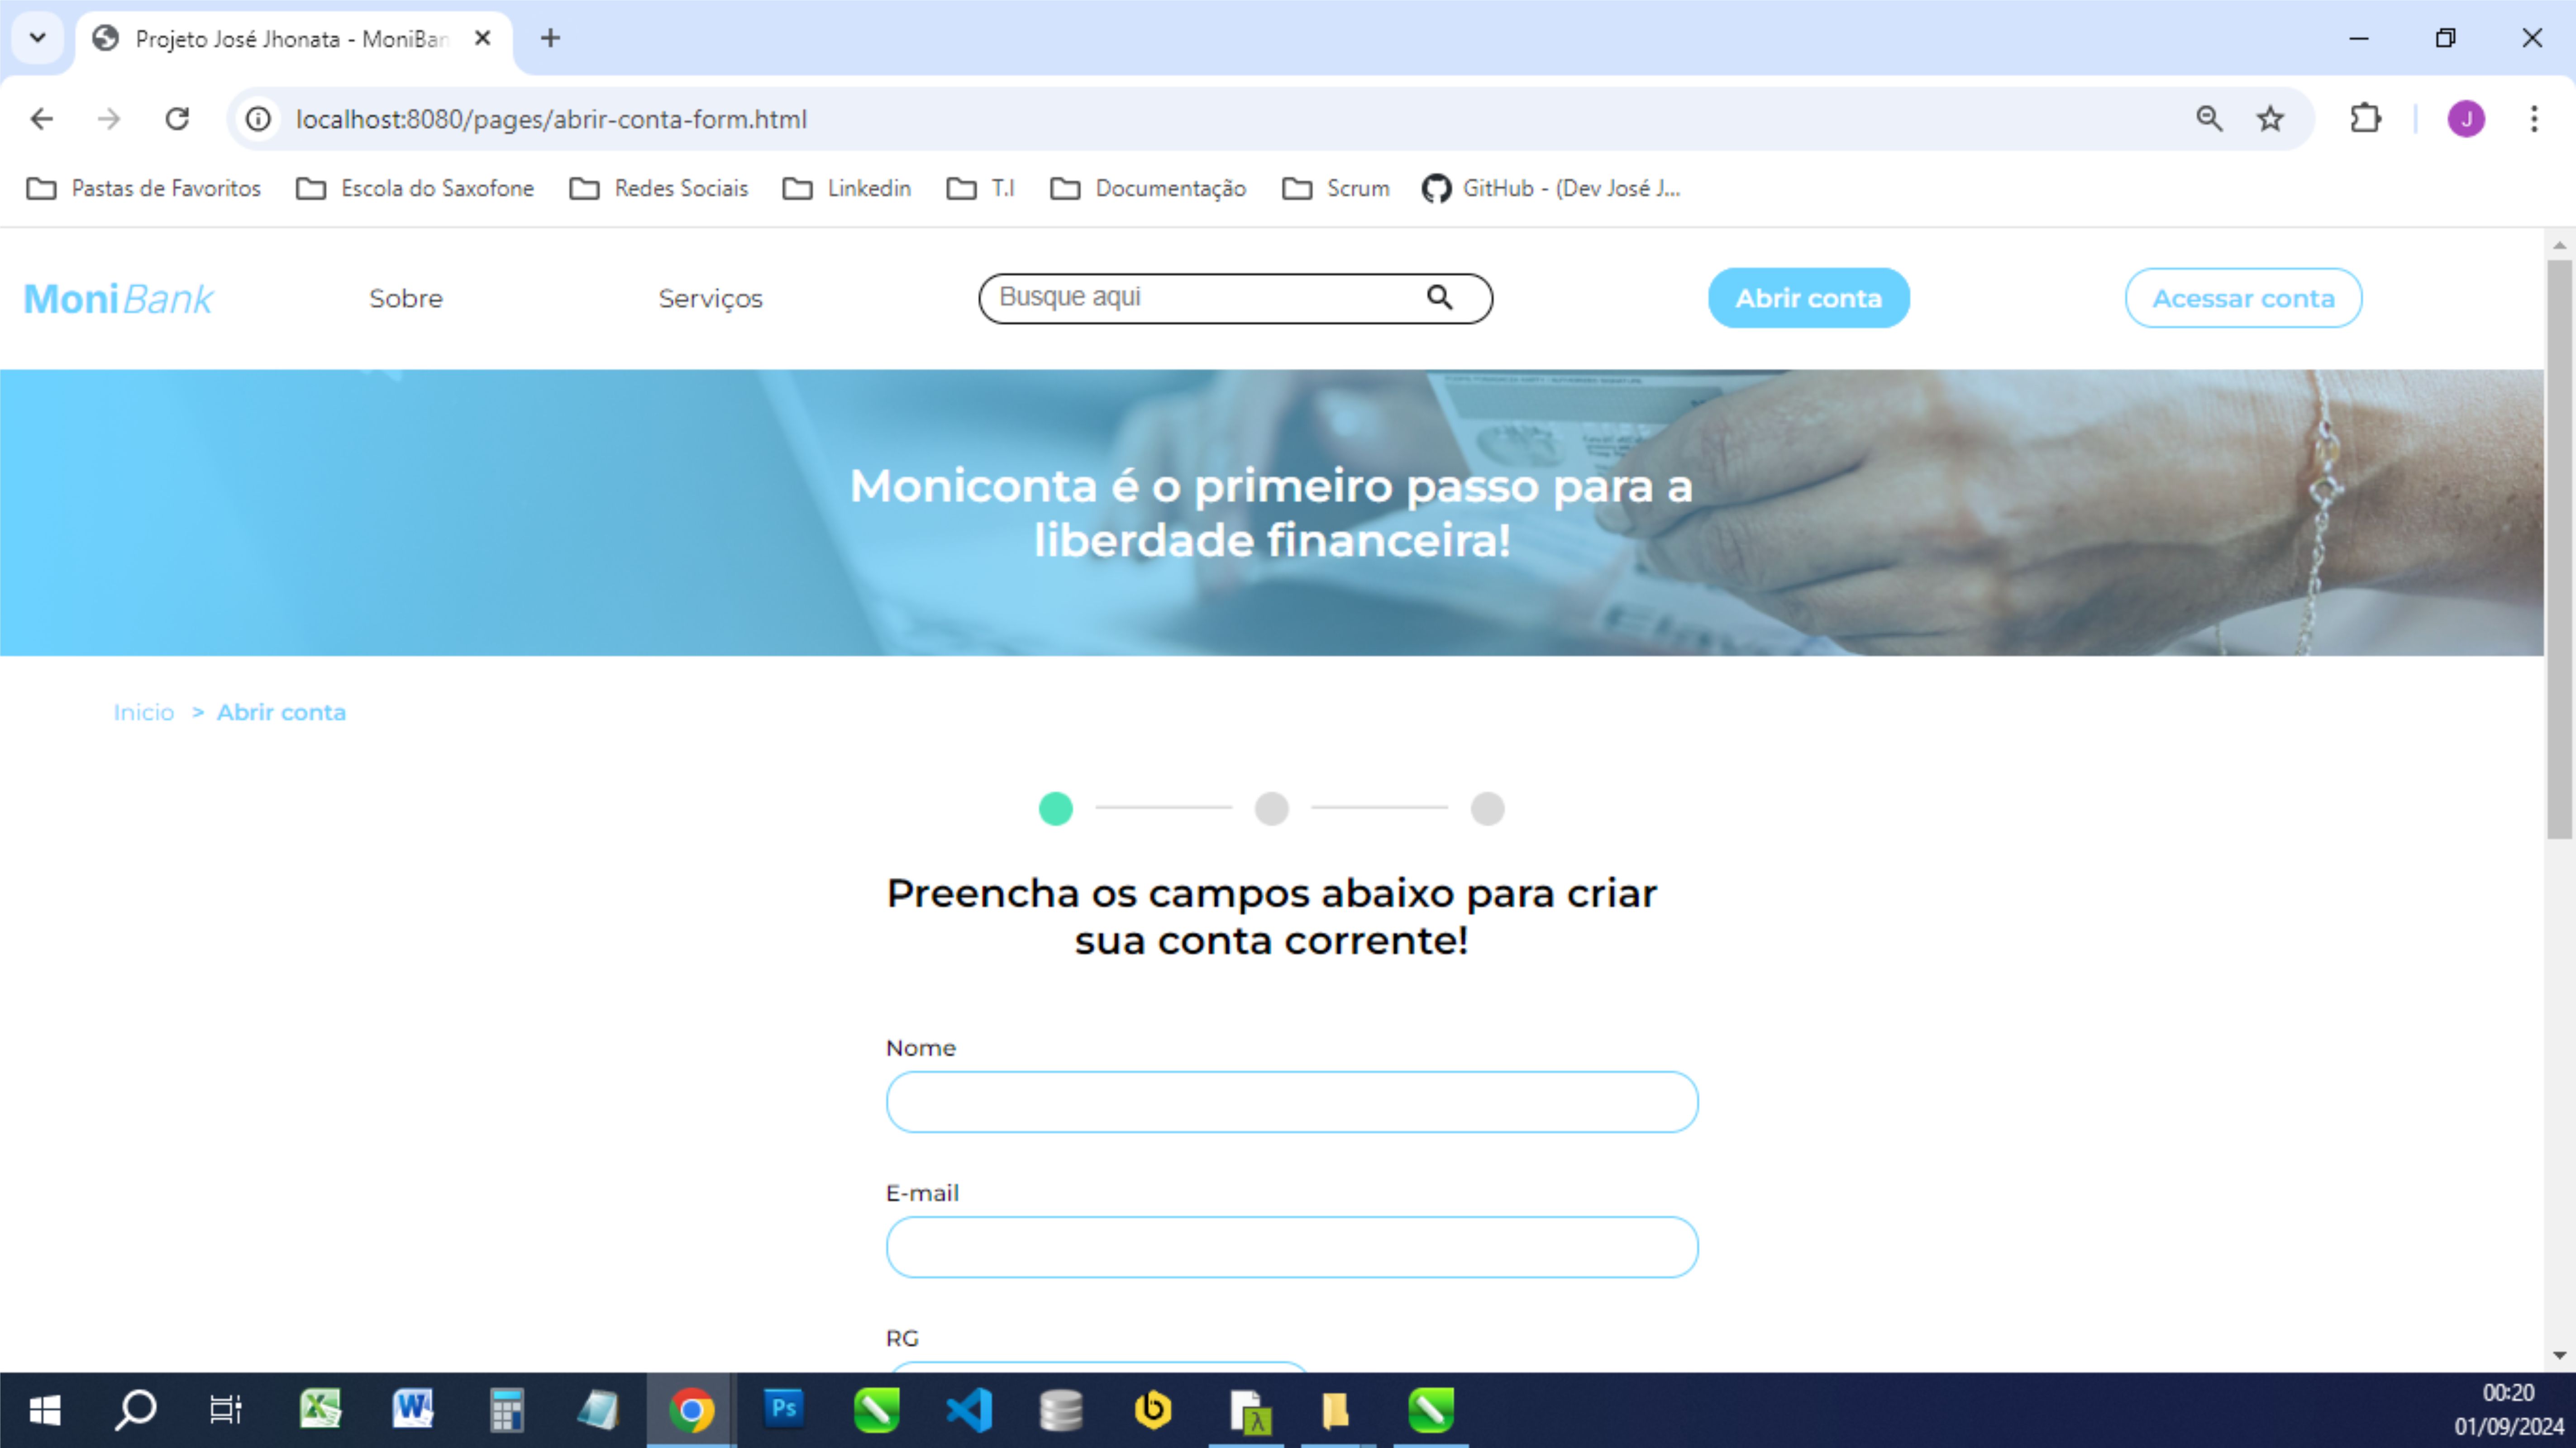 Projeto José Jhonata - MoniBan
localhost:8080/pages/abrir-conta-form.html
J
Pastas de Favoritos
Escola do Saxofone
Redes Sociais
Linkedin
T.I
Documentação
Scrum
GitHub - (Dev José J...
MoniBank
Sobre
Serviços
Busque aqui
Abrir conta
Acessar conta
Moniconta é o primeiro passo para a
liberdade financeira!
Inicio > Abrir conta
Preencha os campos abaixo para criar
sua conta corrente!
Nome
E-mail
RG
Ps
00:20
01/09/2024